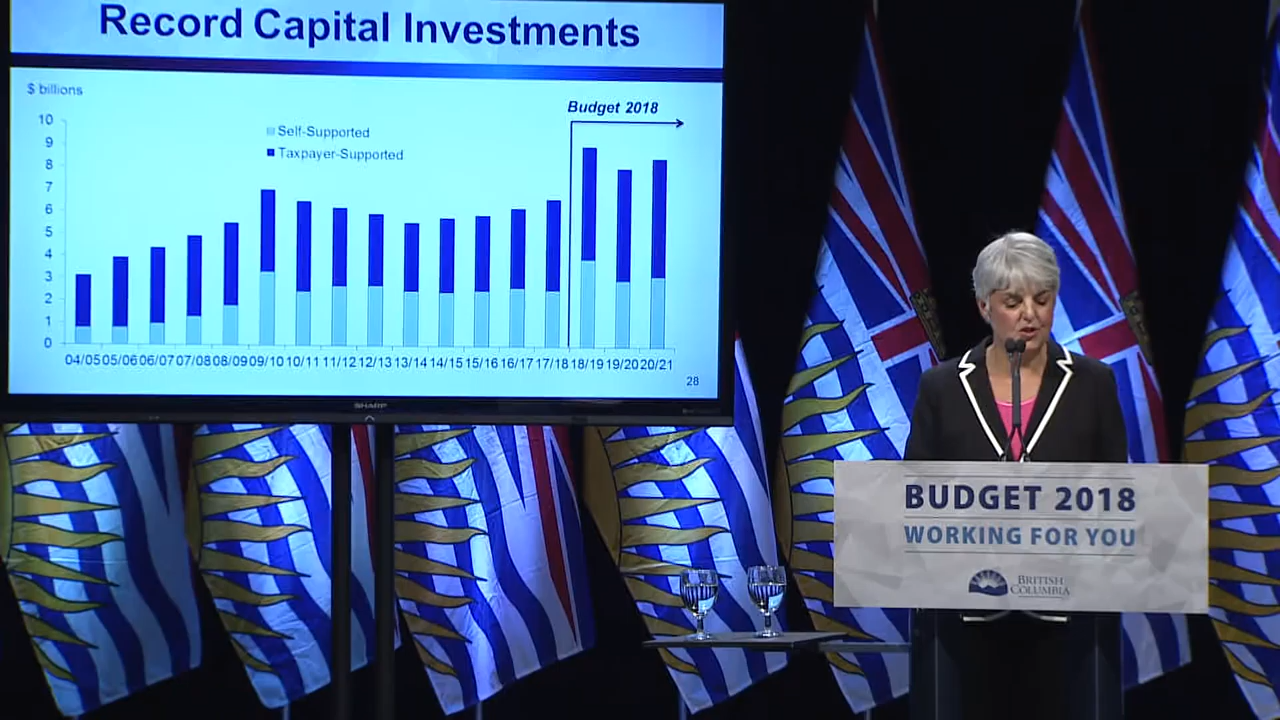 Record Capital Investments
$ billions
Budget 2018
Self-Supported
Taxpayer-Supported
10
9
8
7
6
5
4
3
2
1
0
04/05 05/06 06/07 07/08 08/09 09/10 10/11 11/12 12/13 13/14 14/15 15/16 16/17 17/18 18/19 19/20 20/21
28
SHARP
BUDGET 2018
WORKING FOR YOU
BRITISH
COLUMBIA